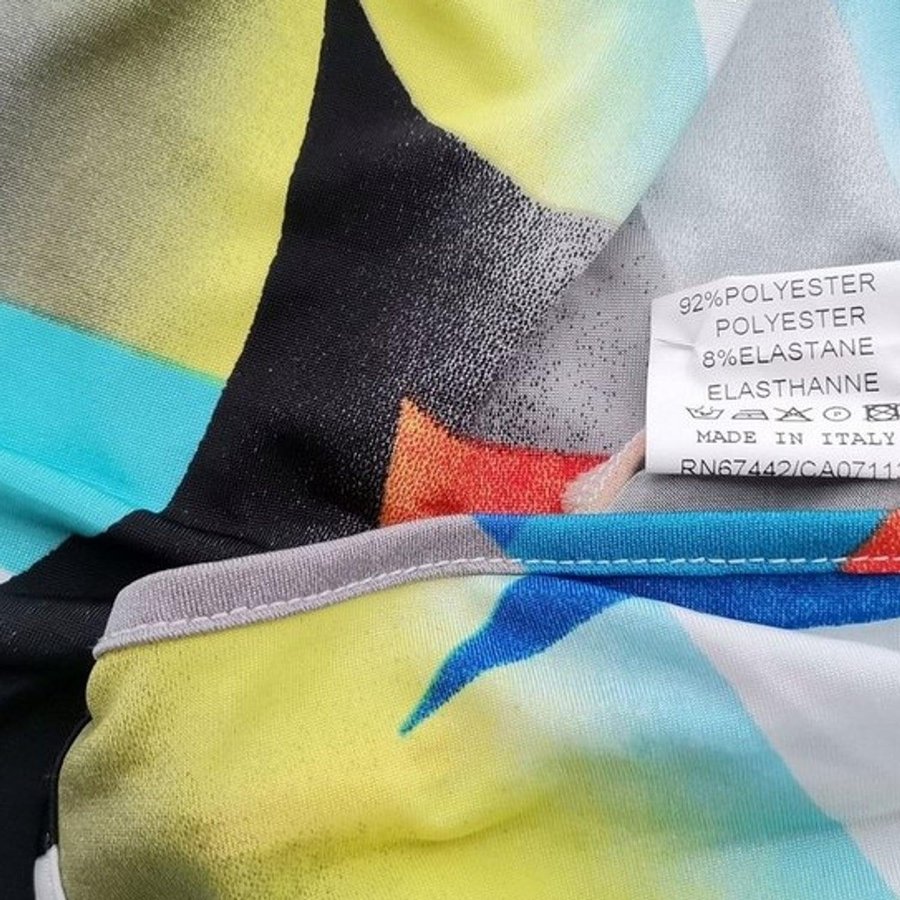 92%POLYESTER
POLYESTER
8%ELASTANE
ELASTHANNE
MADE IN ITALY
RN67442/CA0711